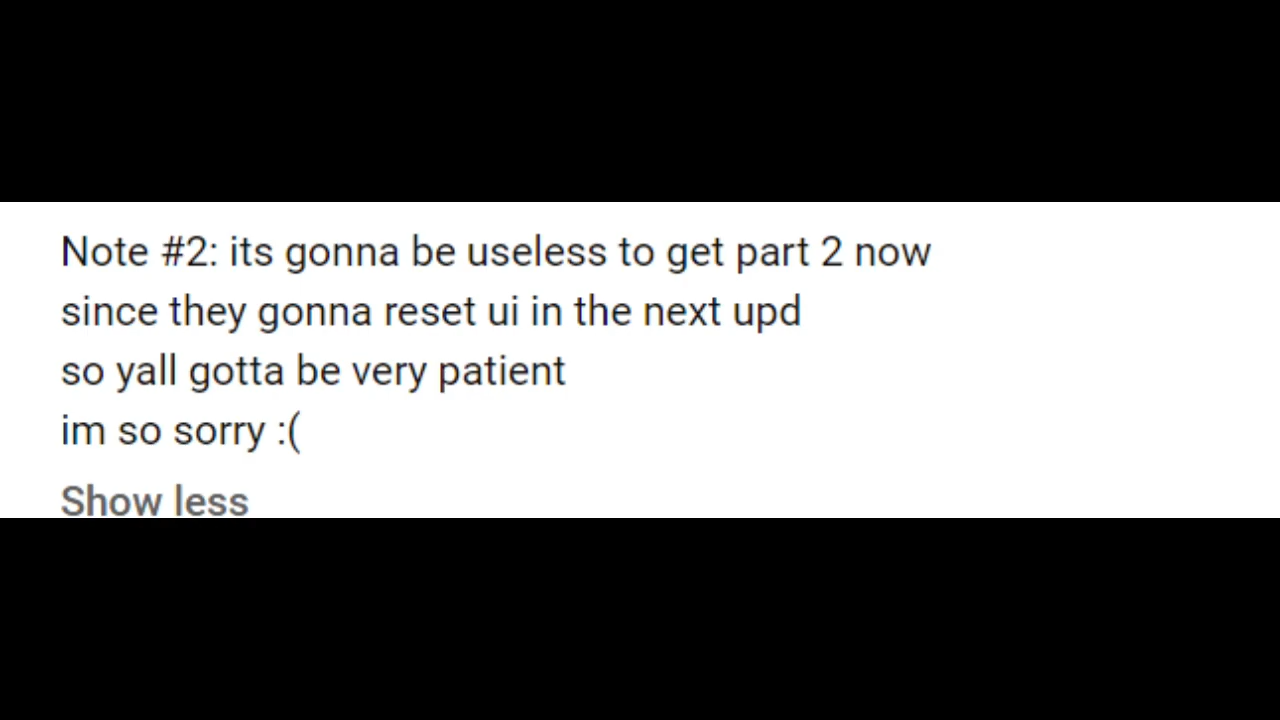 Note #2: its gonna be useless to get part 2 now
since they gonna reset ui in the next upd
so yall gotta be very patient
im so sorry :(
Show less